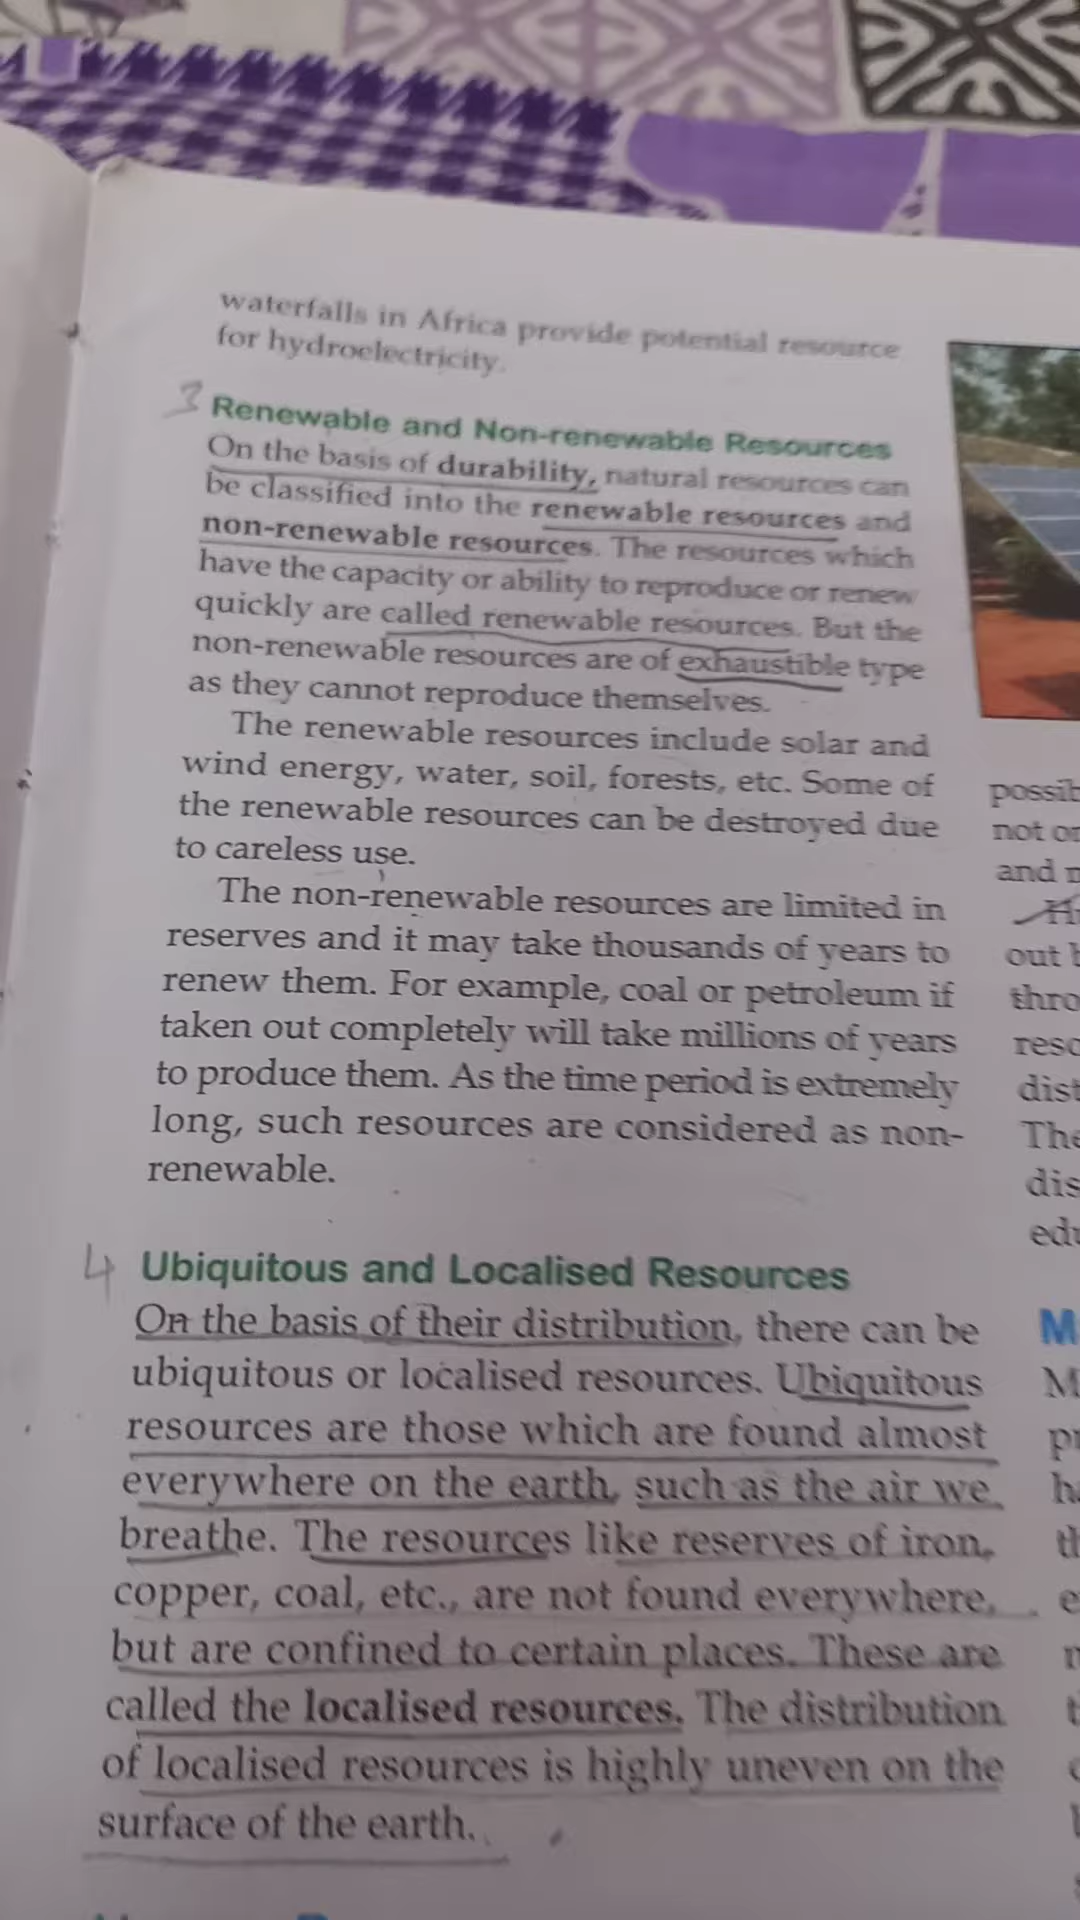 waterfalls in Africa provide potential resource
for hydroelectricity.
3
Renewable and Non-renewable Resources
On the basis of durability, natural resources can
be classified into the renewable resources and
non-renewable resources. The resources which
have the capacity or ability to reproduce or renew
quickly are called renewable resources. But the
non-renewable resources are of exhaustible type
as they cannot reproduce themselves.
The renewable resources include solar and
wind energy, water, soil, forests, etc. Some of
the renewable resources can be destroyed due
to careless use.
The non-renewable resources are limited in
reserves and it may take thousands of years to
renew them. For example, coal or petroleum if
taken out completely will take millions of years
to produce them. As the time period is extremely
long, such resources are considered as non-
renewable.
4
Ubiquitous and Localised Resources
On the basis of their distribution, there can be
ubiquitous or localised resources. Ubiquitous
resources are those which are found almost
everywhere on the earth, such as the air we
breathe. The resources like reserves of iron,
copper, coal, etc., are not found everywhere,
but are confined to certain places. These are
called the localised resources. The distribution
of localised resources is highly uneven on the
surface of the earth.
not
and
out
The